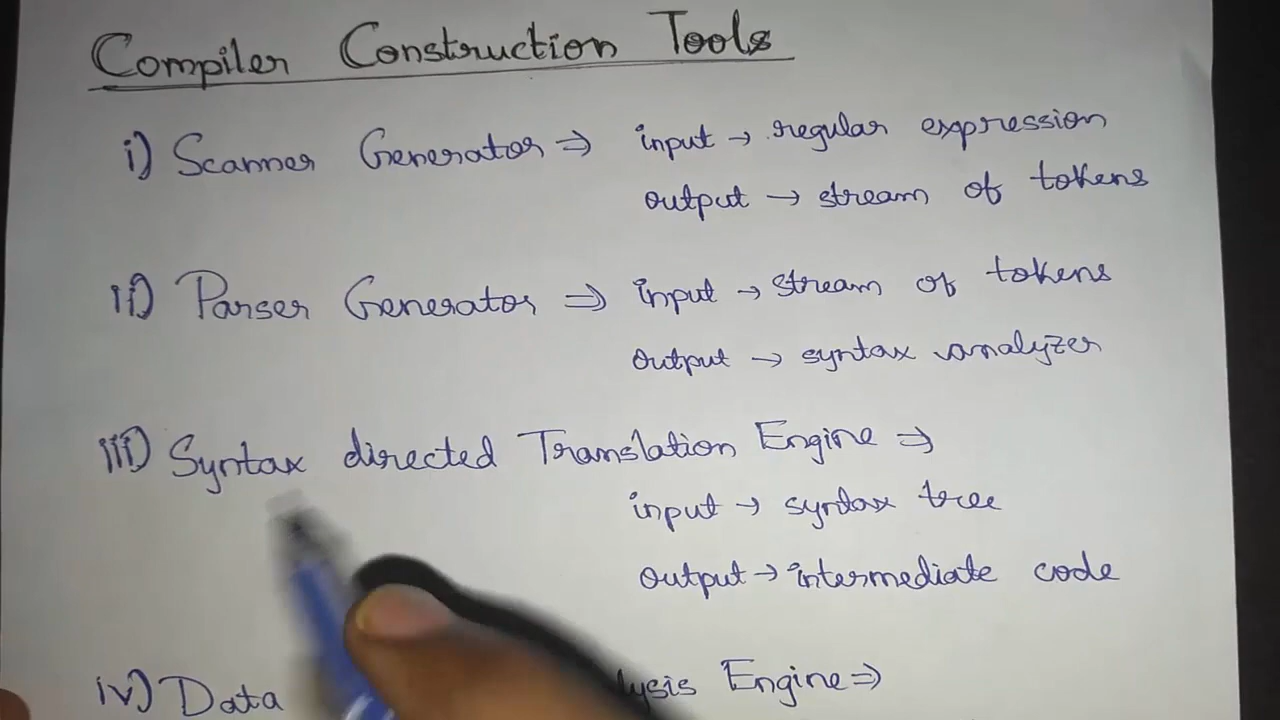 Compiler Construction Tools
i) Scanner Generator ⇒ input → regular expression
output → stream of tokens
ii) Parser Generator ⇒ input → stream of tokens
output → syntax analyzer
iii) Syntax directed Translation Engine ⇒
input → syntax tree
output → intermediate code
iv) Data Engine ⇒